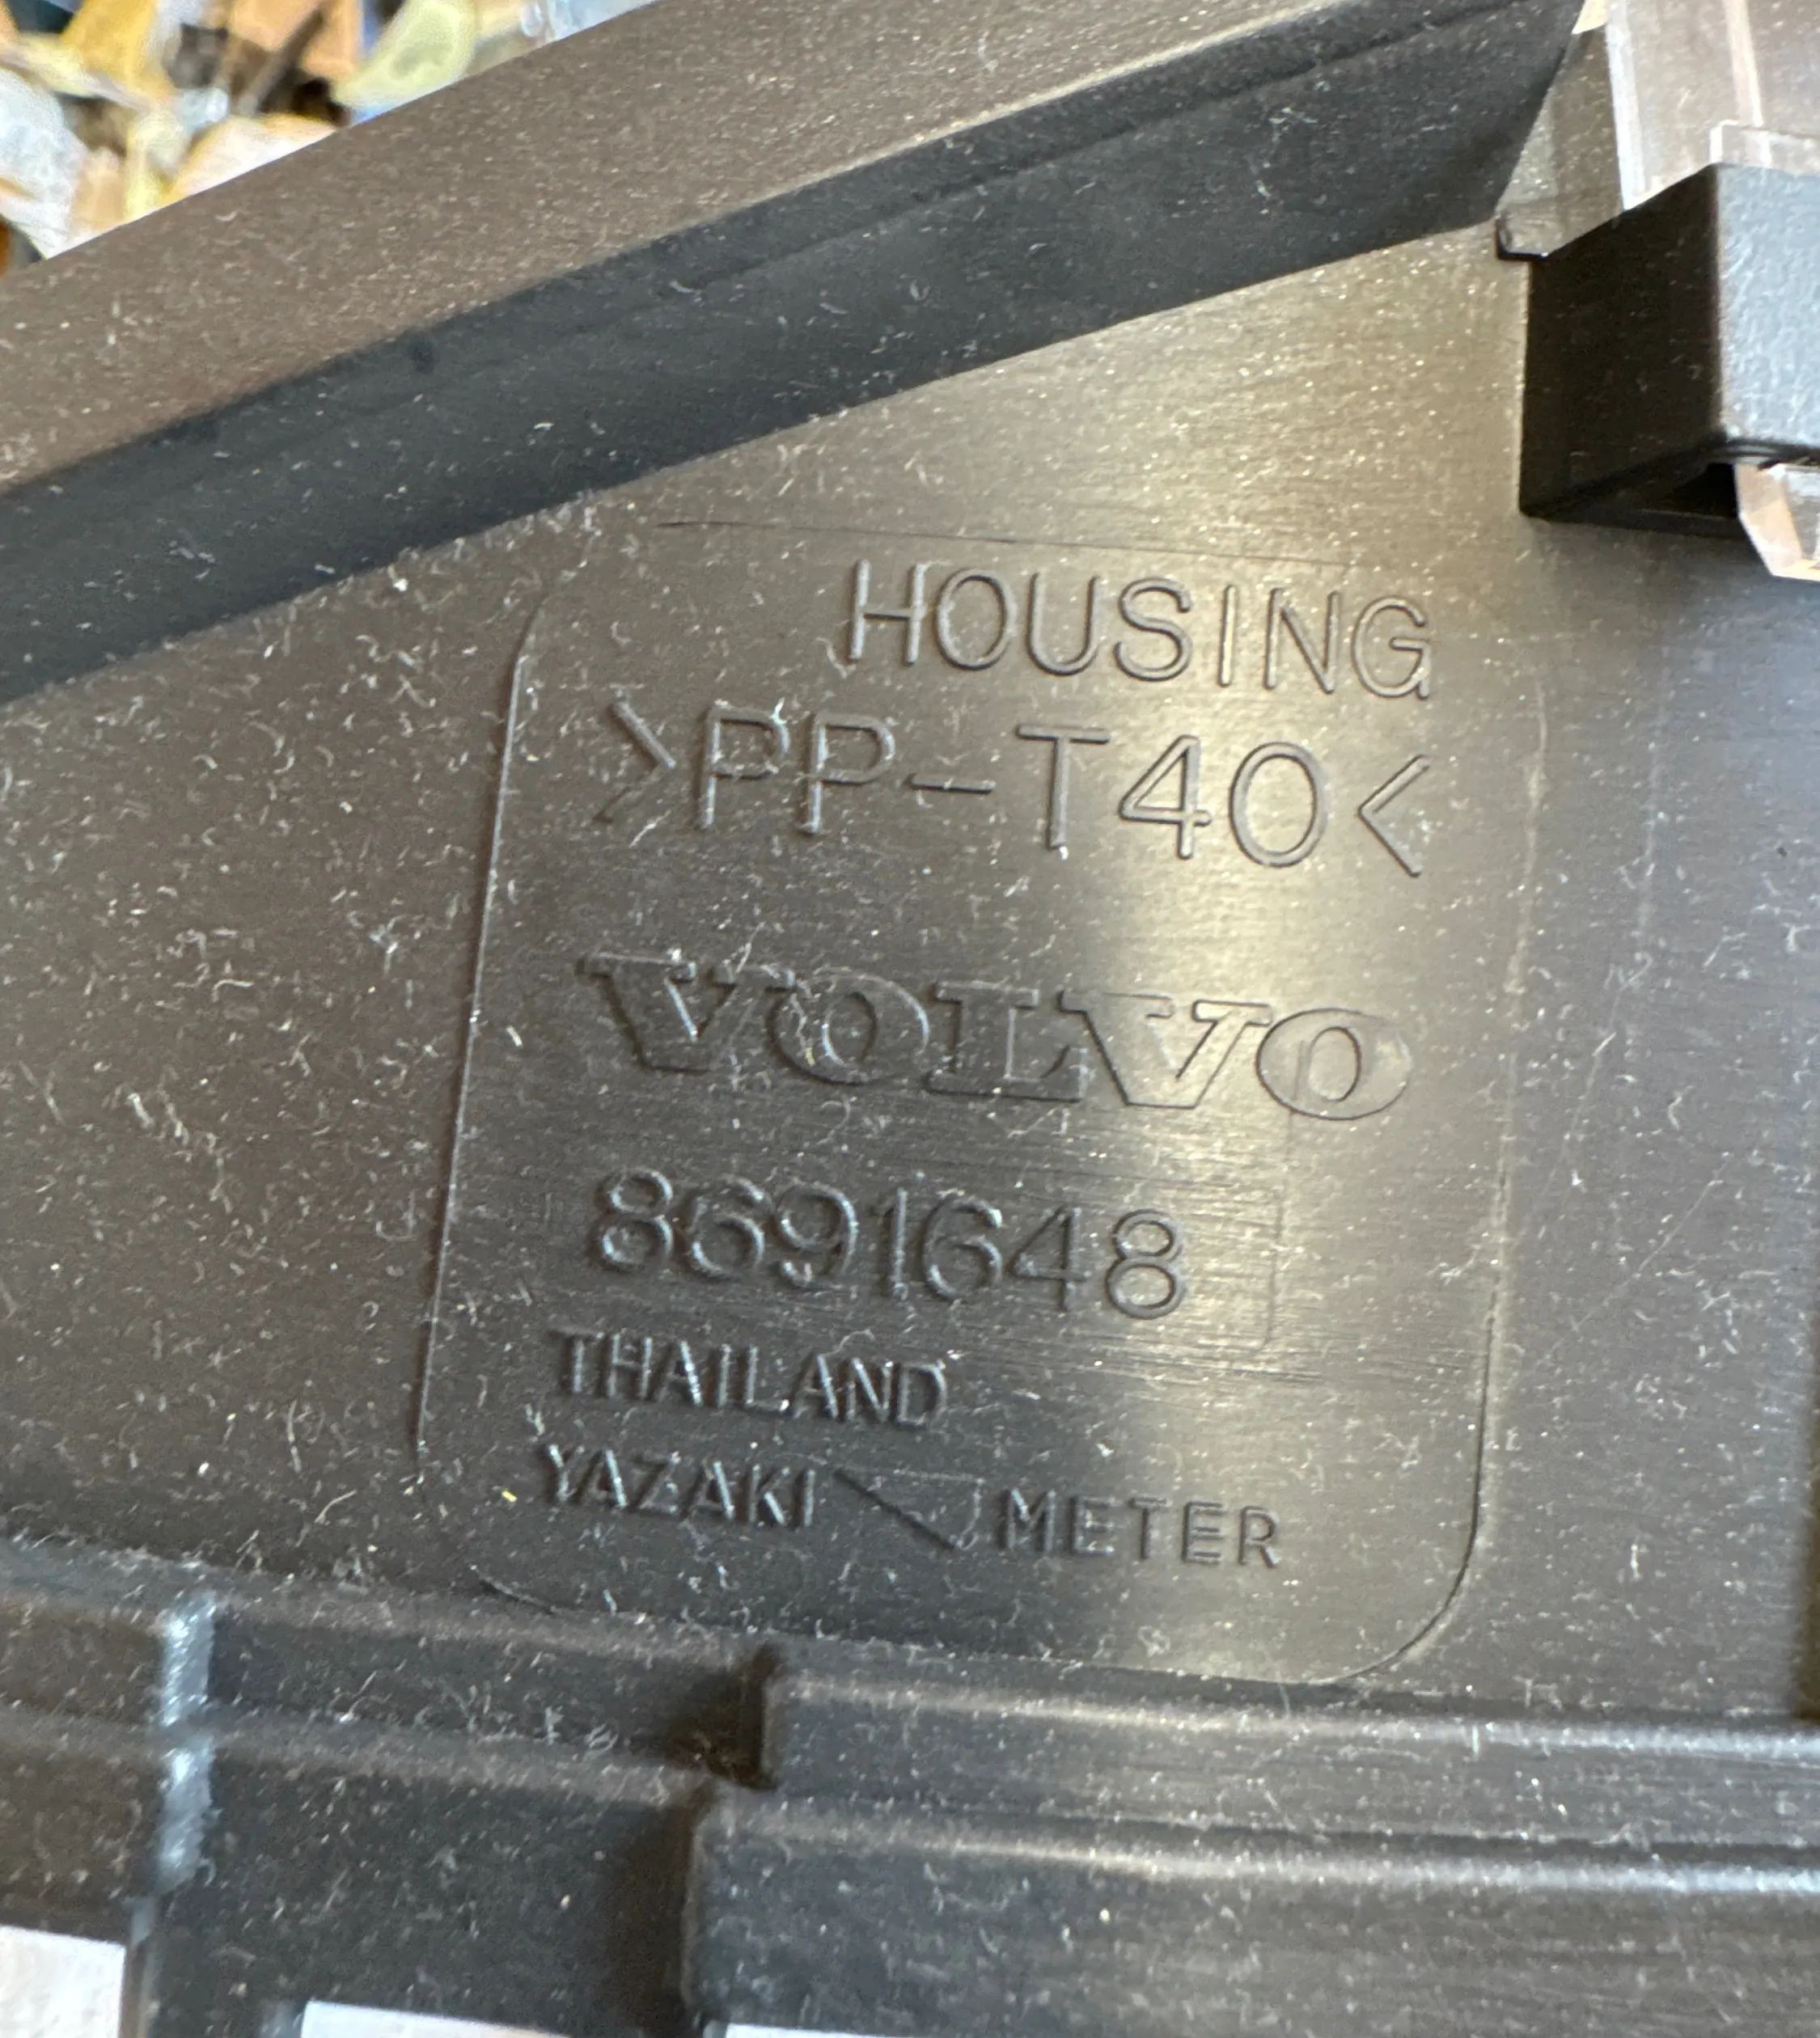 HOUSING
>PP-T40<
VOLVO
8691648
THAILAND
YAZAKI METER